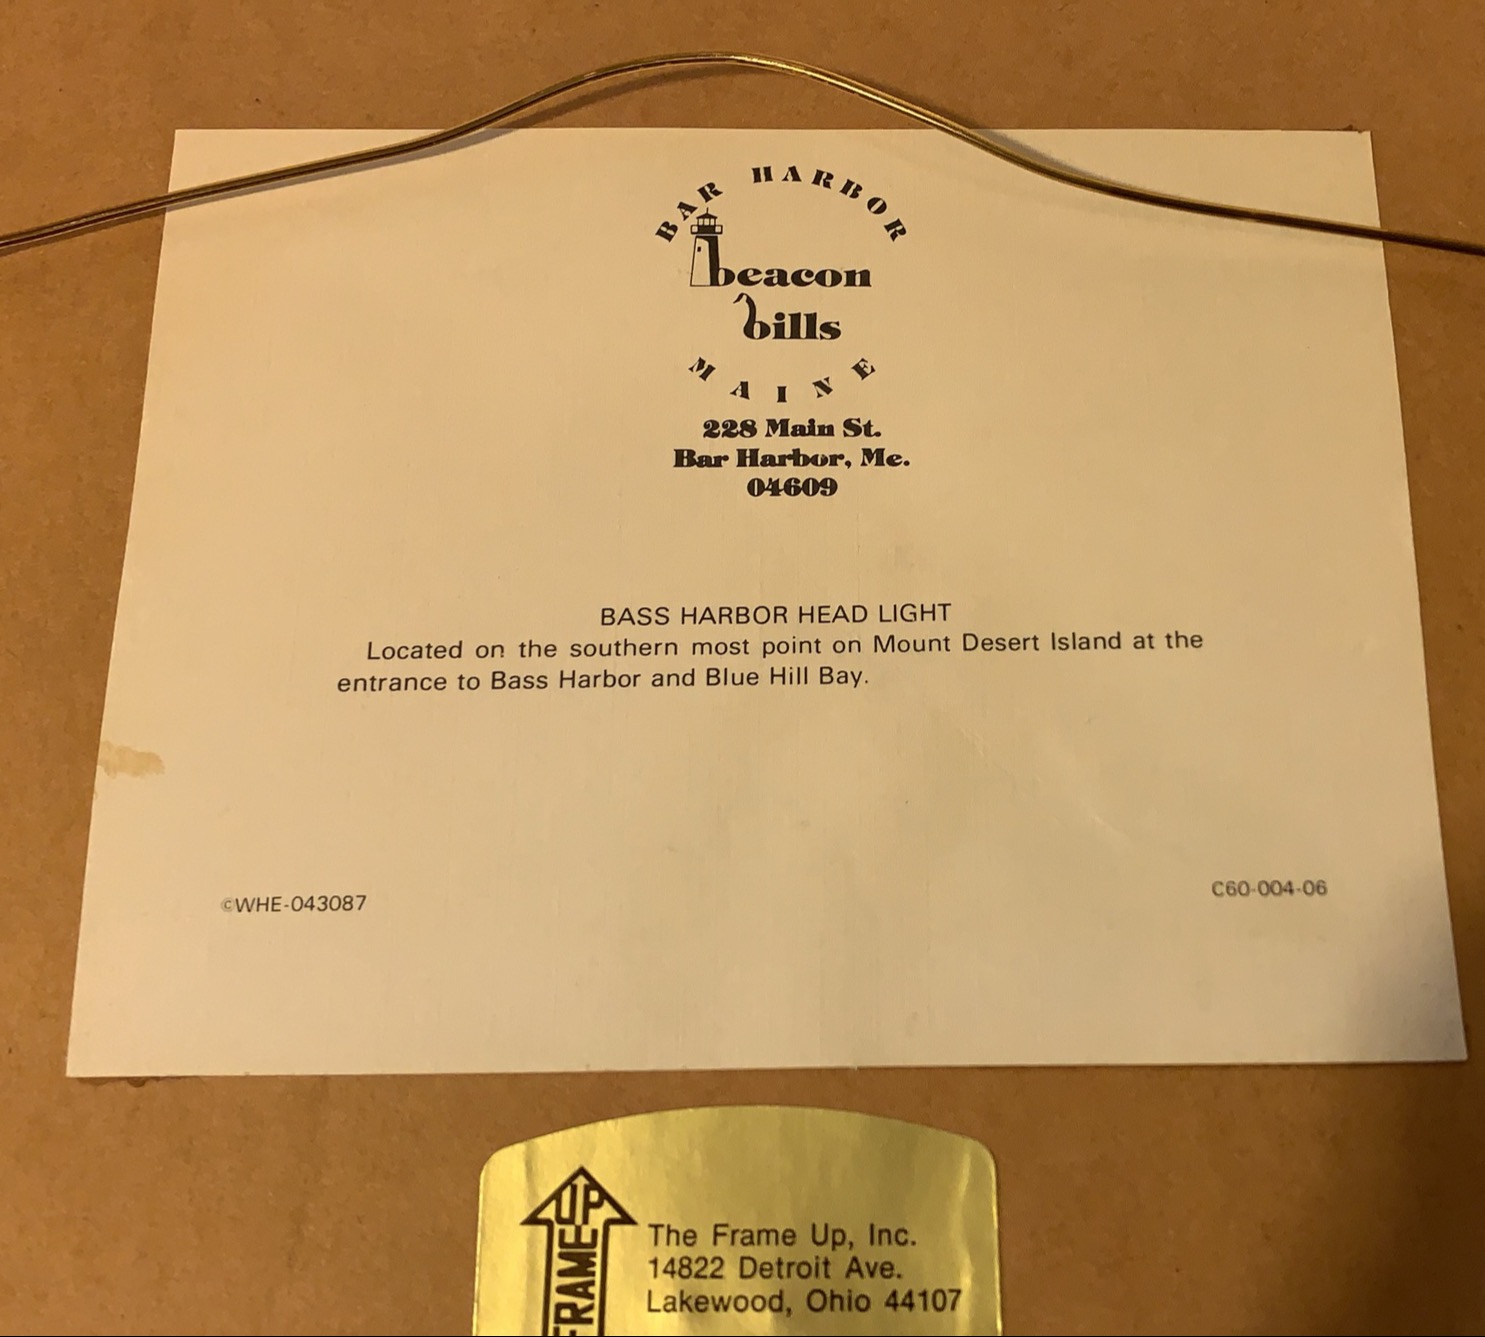 BAR HARBOR
beacon
bills
MAINE
228 Main St.
Bar Harbor, Me.
04609
BASS HARBOR HEAD LIGHT
Located on the southern most point on Mount Desert Island at the
entrance to Bass Harbor and Blue Hill Bay.
©WHE-043087
C60-004-06
FRAME UP
The Frame Up, Inc.
14822 Detroit Ave.
Lakewood, Ohio 44107